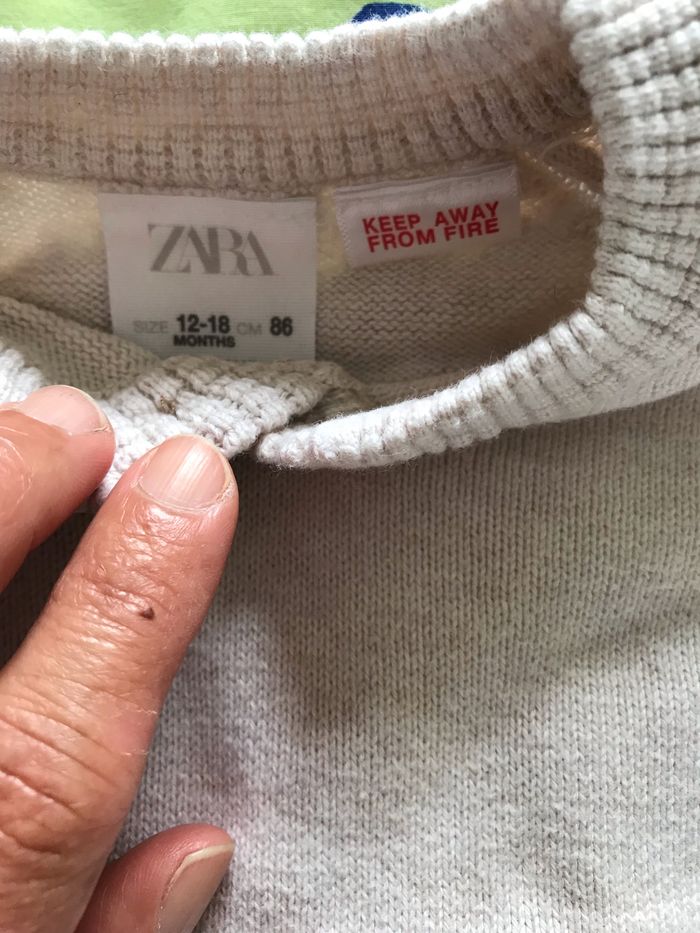 ZARA
SIZE 12-18 CM 86
MONTHS
KEEP AWAY
FROM FIRE